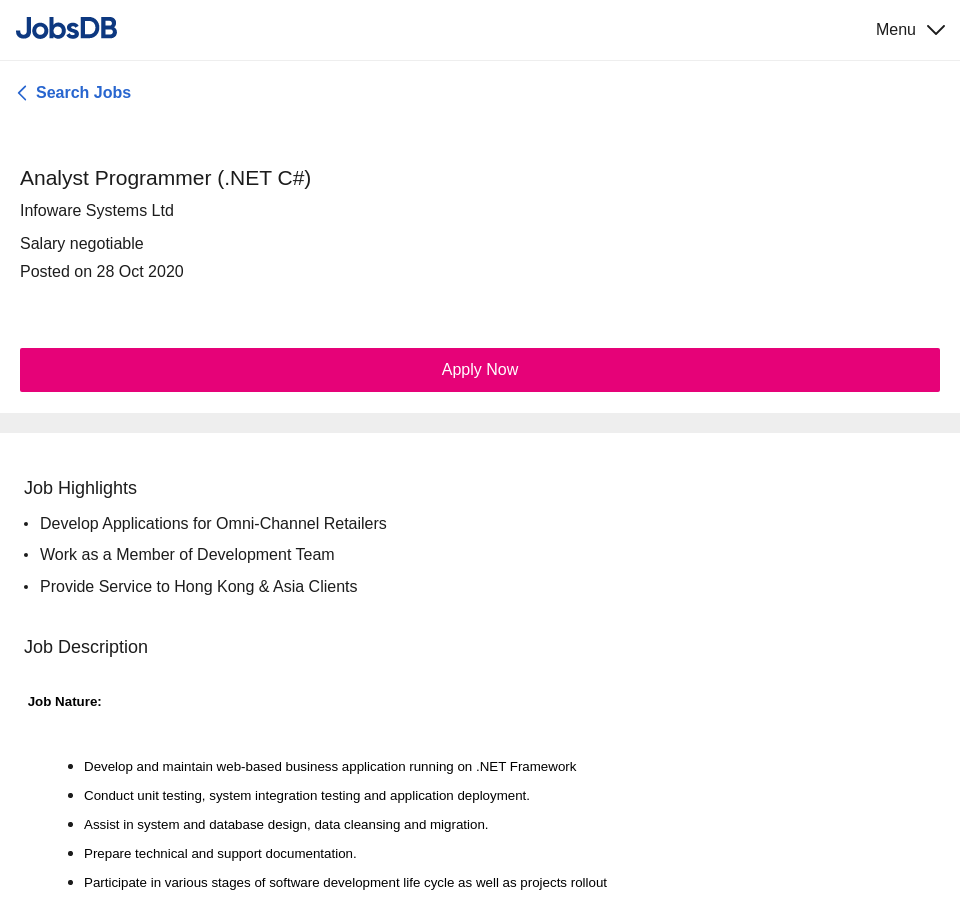 JobsDB
Menu
Search Jobs
Analyst Programmer (.NET C#)
Infoware Systems Ltd
Salary negotiable
Posted on 28 Oct 2020
Apply Now
Job Highlights
• Develop Applications for Omni-Channel Retailers
• Work as a Member of Development Team
• Provide Service to Hong Kong & Asia Clients
Job Description
Job Nature:
• Develop and maintain web-based business application running on .NET Framework
• Conduct unit testing, system integration testing and application deployment.
• Assist in system and database design, data cleansing and migration.
• Prepare technical and support documentation.
• Participate in various stages of software development life cycle as well as projects rollout